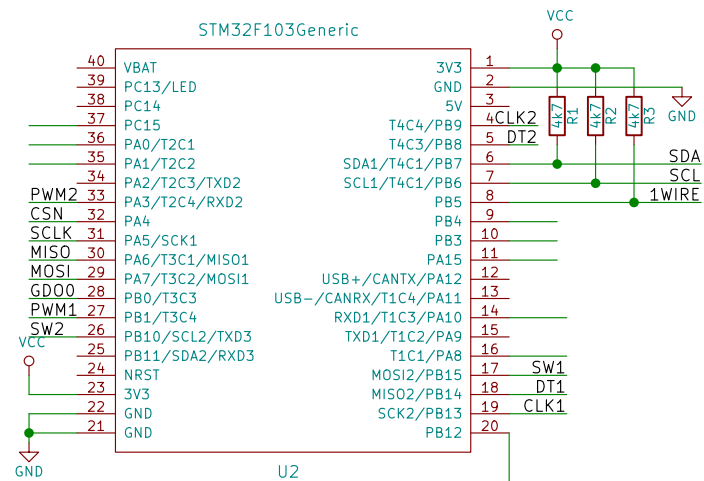 VCC
STM32F103Generic
40 VBAT 3V3 1
39 PC13/LED GND 2
38 PC14 5V 3
37 PC15 T4C4/PB9 4 CLK2
36 PA0/T2C1 T4C3/PB8 5 DT2
35 PA1/T2C2 SDA1/T4C1/PB7 6 SDA
34 PA2/T2C3/TXD2 SCL1/T4C1/PB6 7 SCL
PWM2 33 PA3/T2C4/RXD2 PB5 8 1WIRE
CSN 32 PA4 PB4 9
SCLK 31 PA5/SCK1 PB3 10
MISO 30 PA6/T3C1/MISO1 PA15 11
MOSI 29 PA7/T3C2/MOSI1 USB+/CANTX/PA12 12
GDO0 28 PB0/T3C3 USB-/CANRX/T1C4/PA11 13
PWM1 27 PB1/T3C4 RXD1/T1C3/PA10 14
SW2 26 PB10/SCL2/TXD3 TXD1/T1C2/PA9 15
25 PB11/SDA2/RXD3 T1C1/PA8 16
24 NRST MOSI2/PB15 17 SW1
23 3V3 MISO2/PB14 18 DT1
22 GND SCK2/PB13 19 CLK1
21 GND PB12 20
U2
4k7 R1
4k7 R2
4k7 R3
GND
VCC
GND